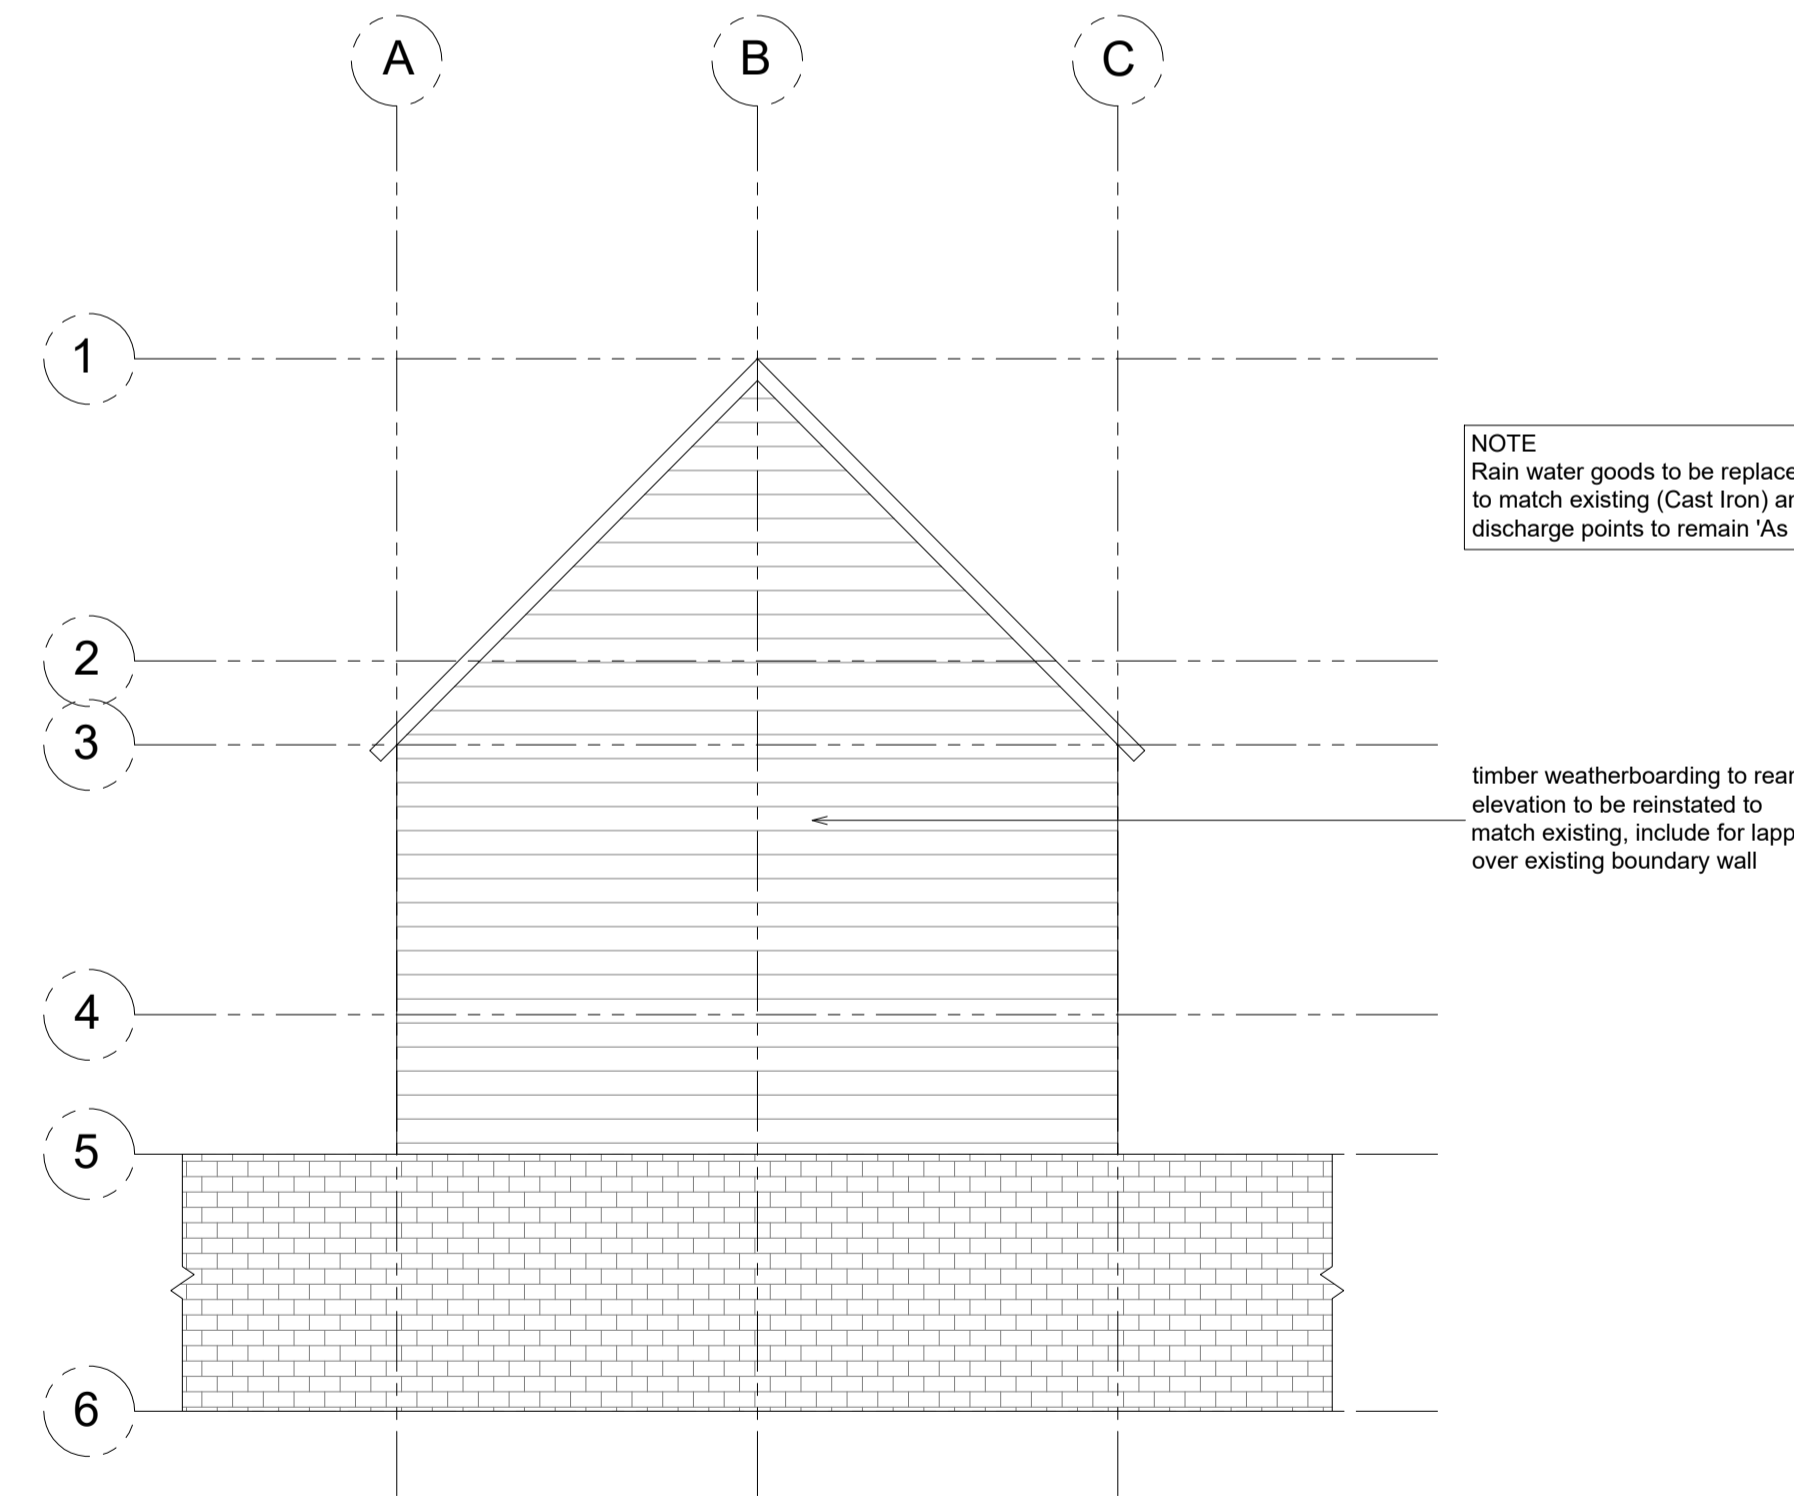 A
B
C
1
2
3
4
5
6
NOTE
Rain water goods to be replace
to match existing (Cast Iron) ar
discharge points to remain 'As
timber weatherboarding to rear
elevation to be reinstated to
match existing, include for lapp
over existing boundary wall